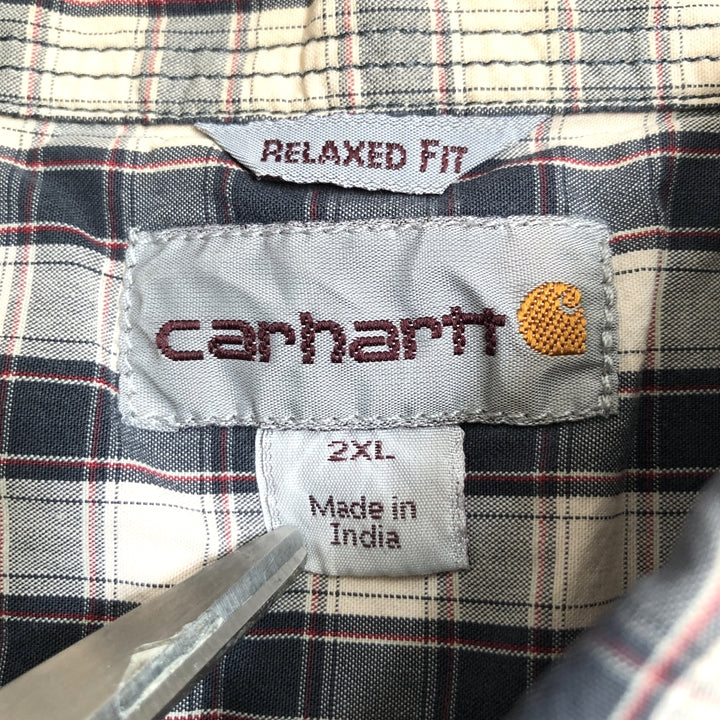 RELAXED FIT
carhartt
2XL
Made in
India